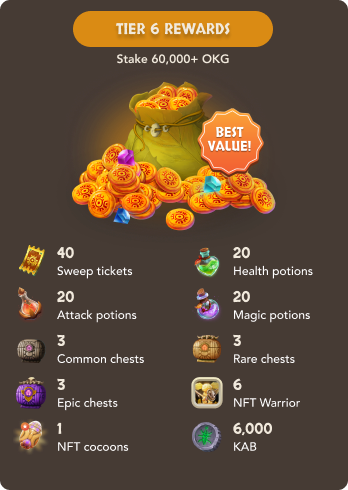 TIER 6 REWARDS
Stake 60,000+ OKG
BEST
VALUE!
40
Sweep tickets
20
Health potions
20
Attack potions
20
Magic potions
3
Common chests
3
Rare chests
3
Epic chests
6
NFT Warrior
1
NFT cocoons
6,000
KAB